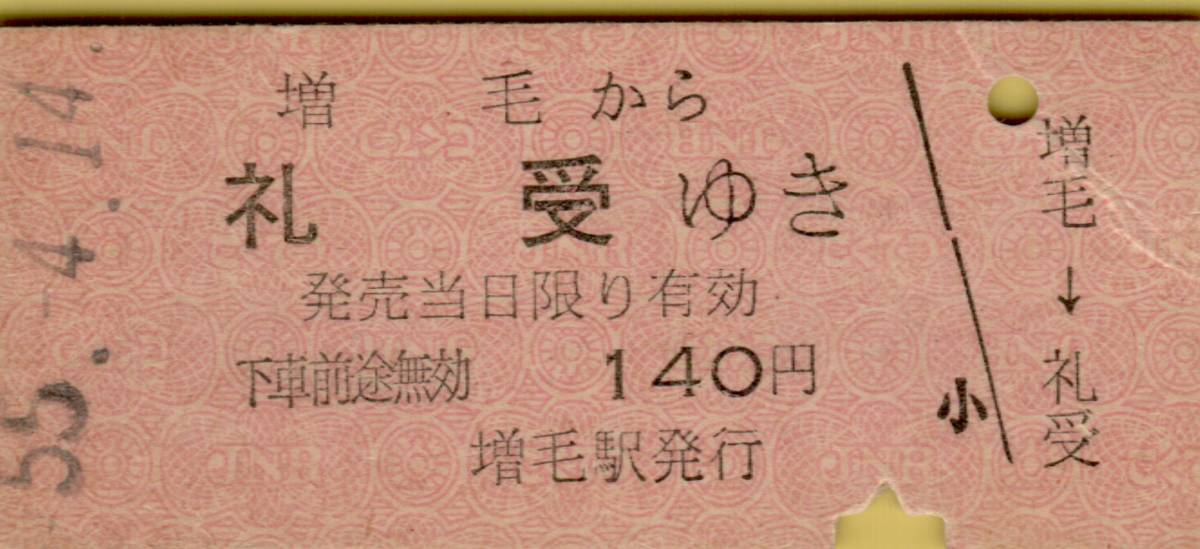 55.-4.14.
増毛から
礼受ゆき
発売当日限り有効
下車前途無効 140円
増毛駅発行
小
増毛→礼受